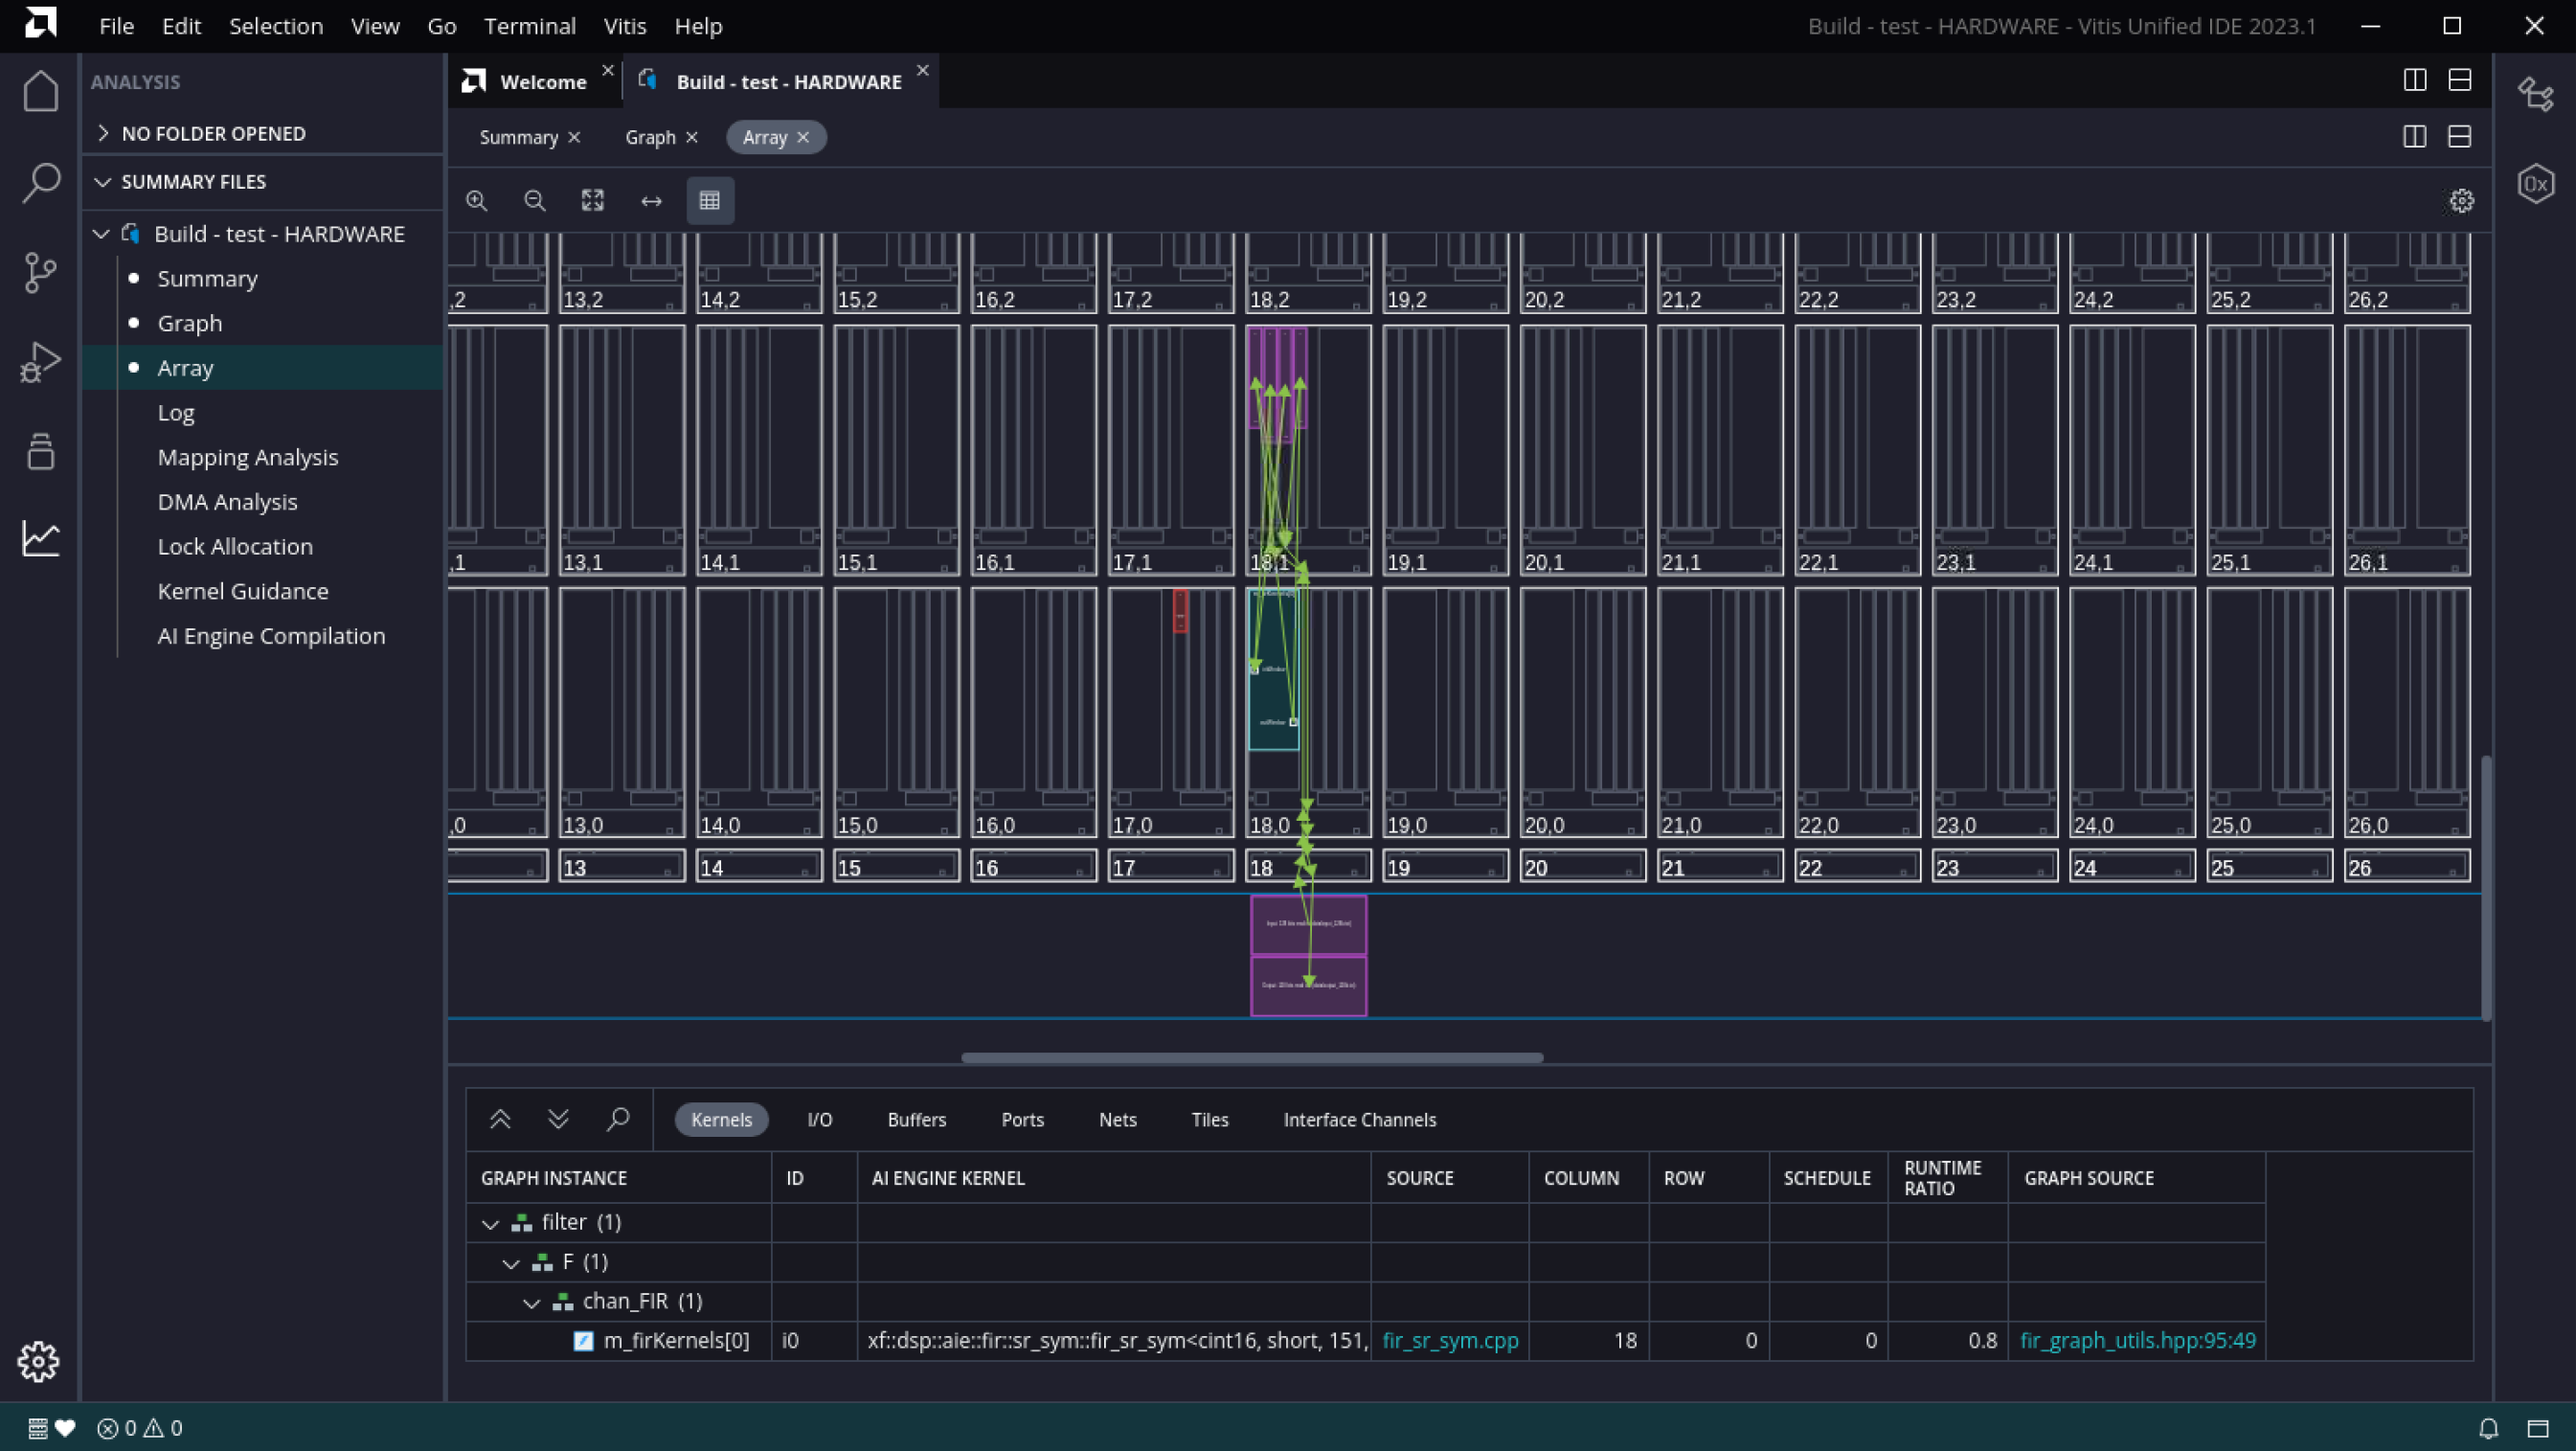 File Edit Selection View Go Terminal Vitis Help
Build - test - HARDWARE - Vitis Unified IDE 2023.1
ANALYSIS
NO FOLDER OPENED
SUMMARY FILES
Build - test - HARDWARE
Summary
Graph
Array
Log
Mapping Analysis
DMA Analysis
Lock Allocation
Kernel Guidance
AI Engine Compilation
Welcome
Build - test - HARDWARE
Summary Graph Array
,2 13,2 14,2 15,2 16,2 17,2 18,2 19,2 20,2 21,2 22,2 23,2 24,2 25,2 26,2
,1 13,1 14,1 15,1 16,1 17,1 18,1 19,1 20,1 21,1 22,1 23,1 24,1 25,1 26,1
,0 13,0 14,0 15,0 16,0 17,0 18,0 19,0 20,0 21,0 22,0 23,0 24,0 25,0 26,0
13 14 15 16 17 18 19 20 21 22 23 24 25 26
Kernels I/O Buffers Ports Nets Tiles Interface Channels
GRAPH INSTANCE ID AI ENGINE KERNEL SOURCE COLUMN ROW SCHEDULE RUNTIME RATIO GRAPH SOURCE
filter (1)
F (1)
chan_FIR (1)
m_firKernels[0] i0 xf::dsp::aie::fir::sr_sym::fir_sr_sym<cint16, short, 151, fir_sr_sym.cpp 18 0 0 0.8 fir_graph_utils.hpp:95:49
0 0
0x